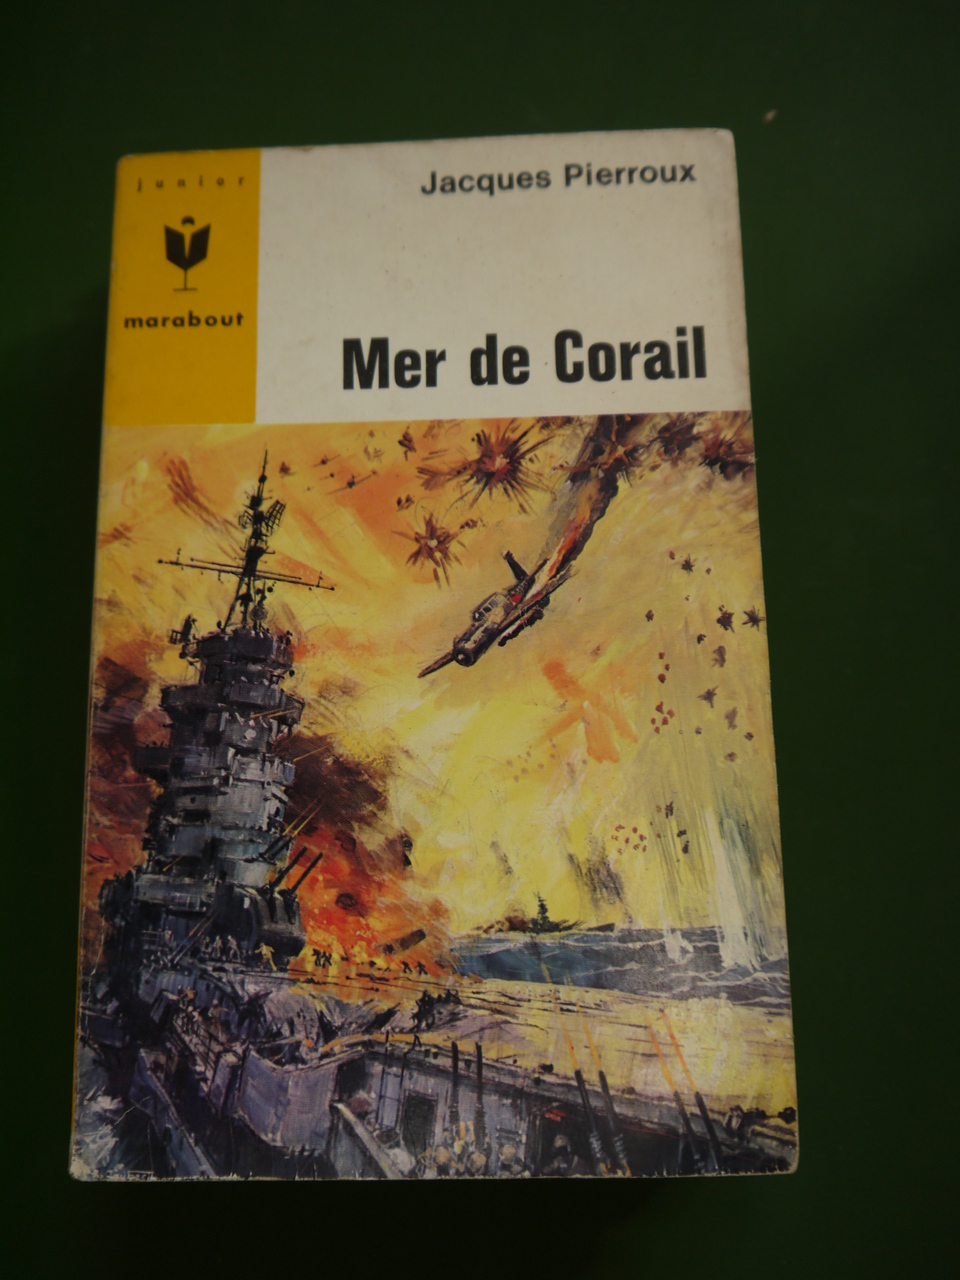 junior
marabout
Jacques Pierroux
Mer de Corail